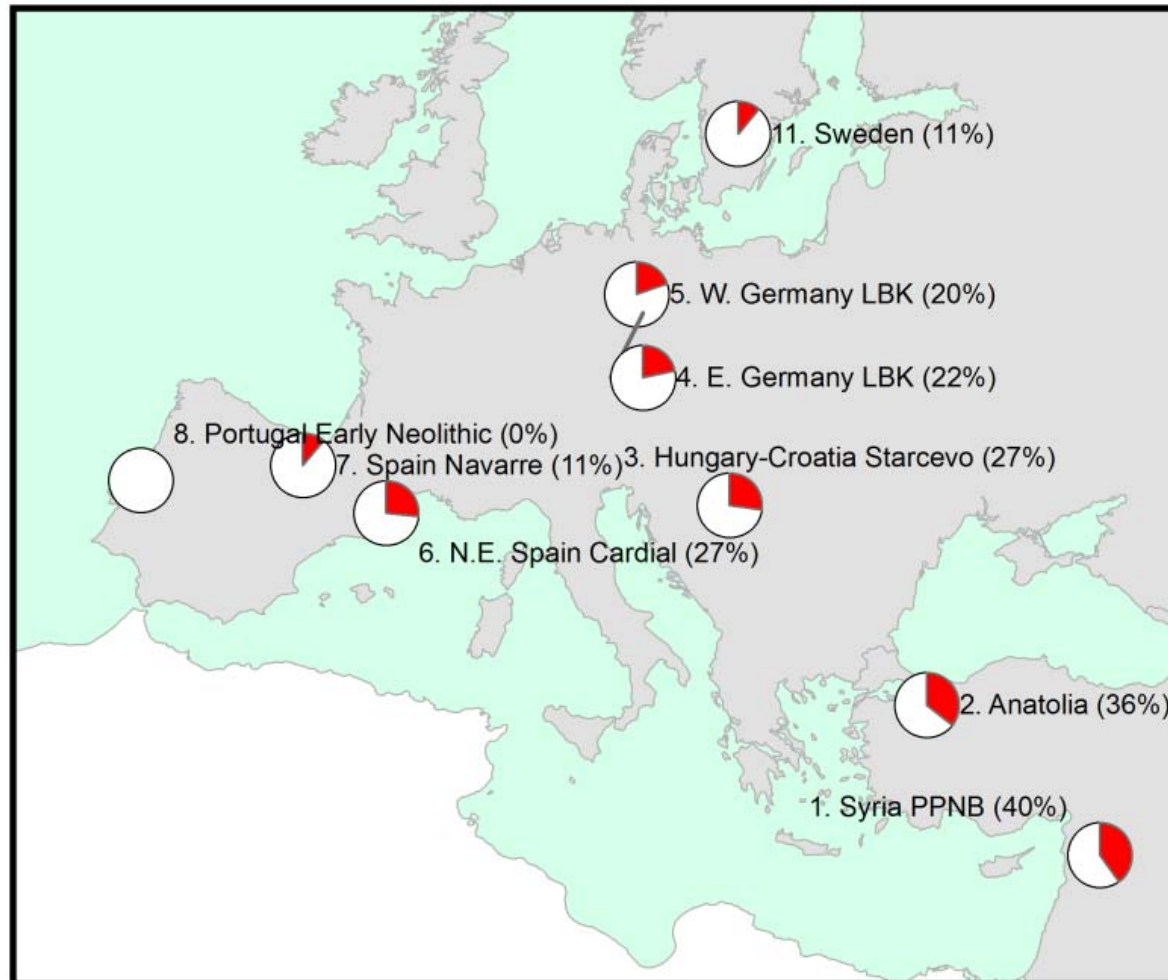 11. Sweden (11%)
5. W. Germany LBK (20%)
4. E. Germany LBK (22%)
8. Portugal Early Neolithic (0%)
7. Spain Navarre (11%)
3. Hungary-Croatia Starcevo (27%)
6. N.E. Spain Cardial (27%)
2. Anatolia (36%)
1. Syria PPNB (40%)